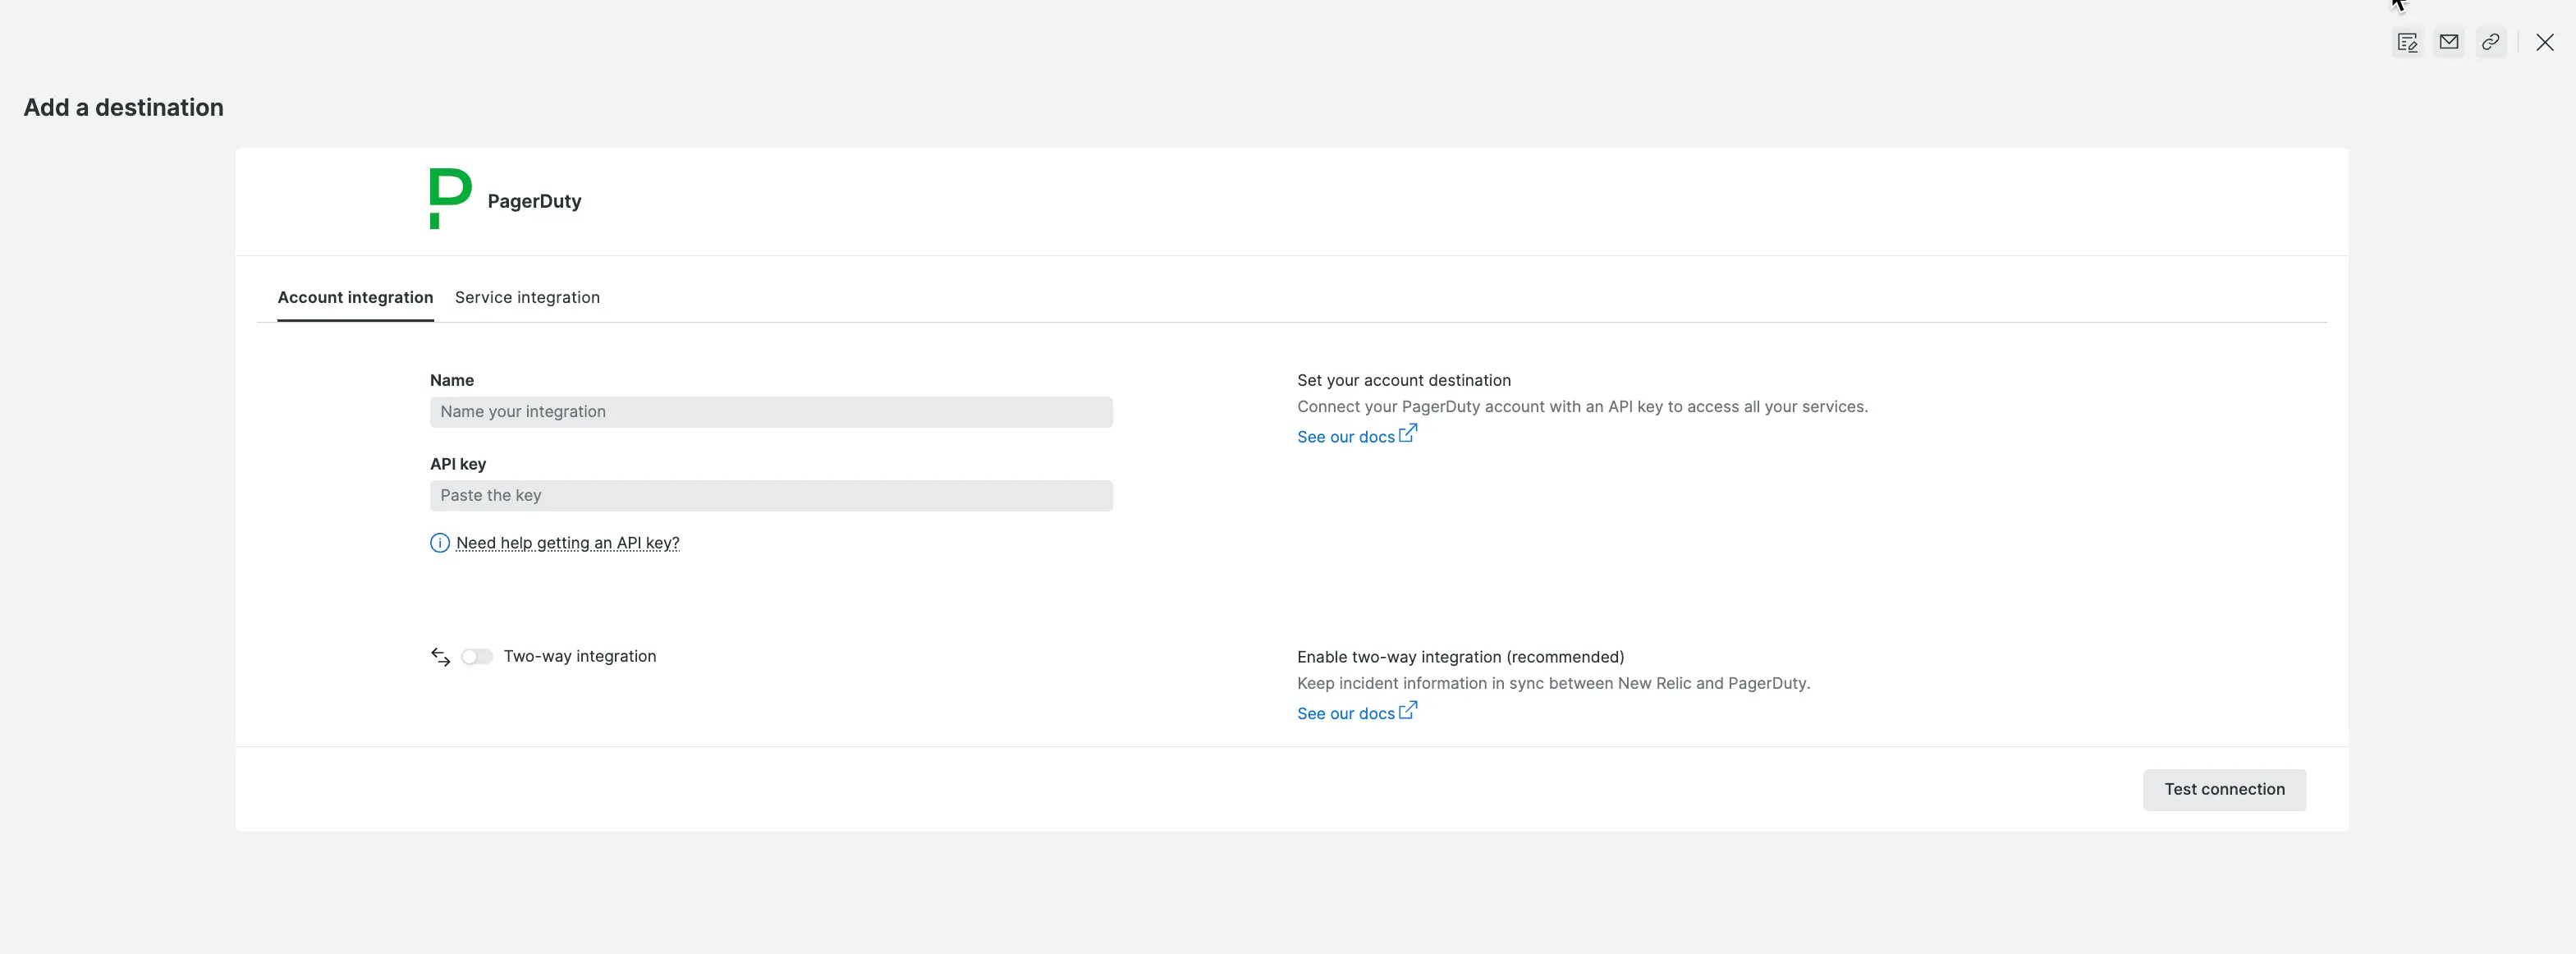 Add a destination
PagerDuty
Account integration
Service integration
Name
Name your integration
API key
Paste the key
Need help getting an API key?
Set your account destination
Connect your PagerDuty account with an API key to access all your services.
See our docs
Two-way integration
Enable two-way integration (recommended)
Keep incident information in sync between New Relic and PagerDuty.
See our docs
Test connection